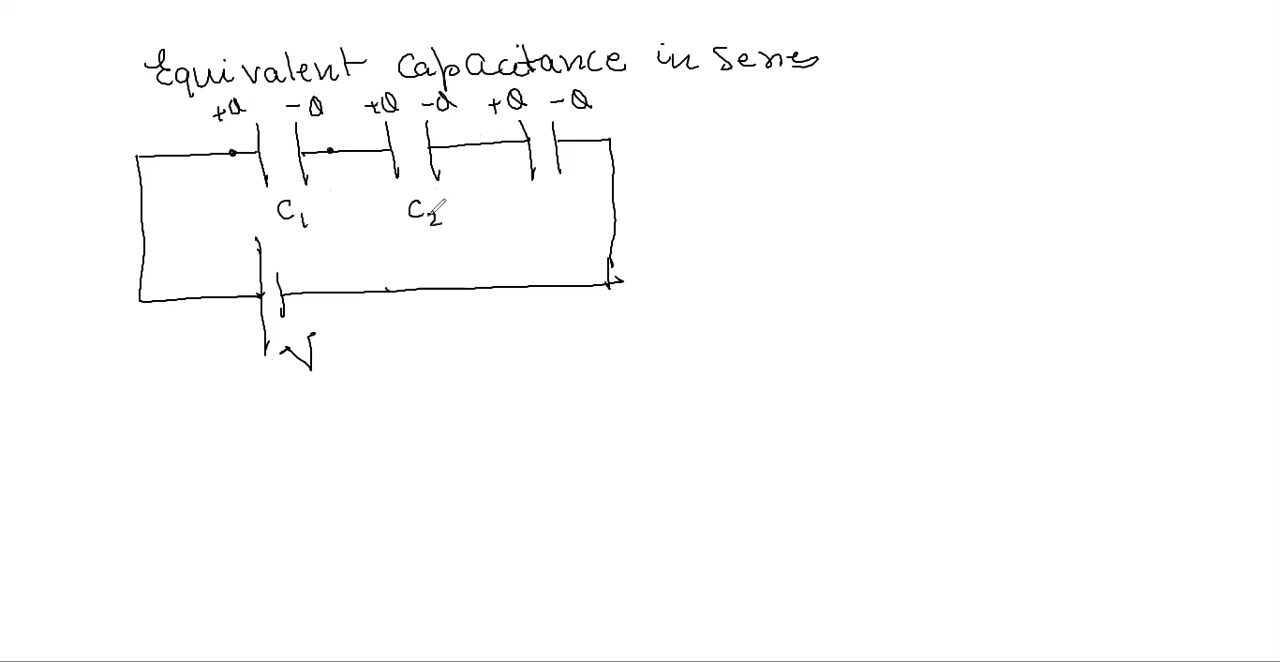 Equivalent Capacitance in Series
+Q -Q +Q -Q +Q -Q
C1 C2
V